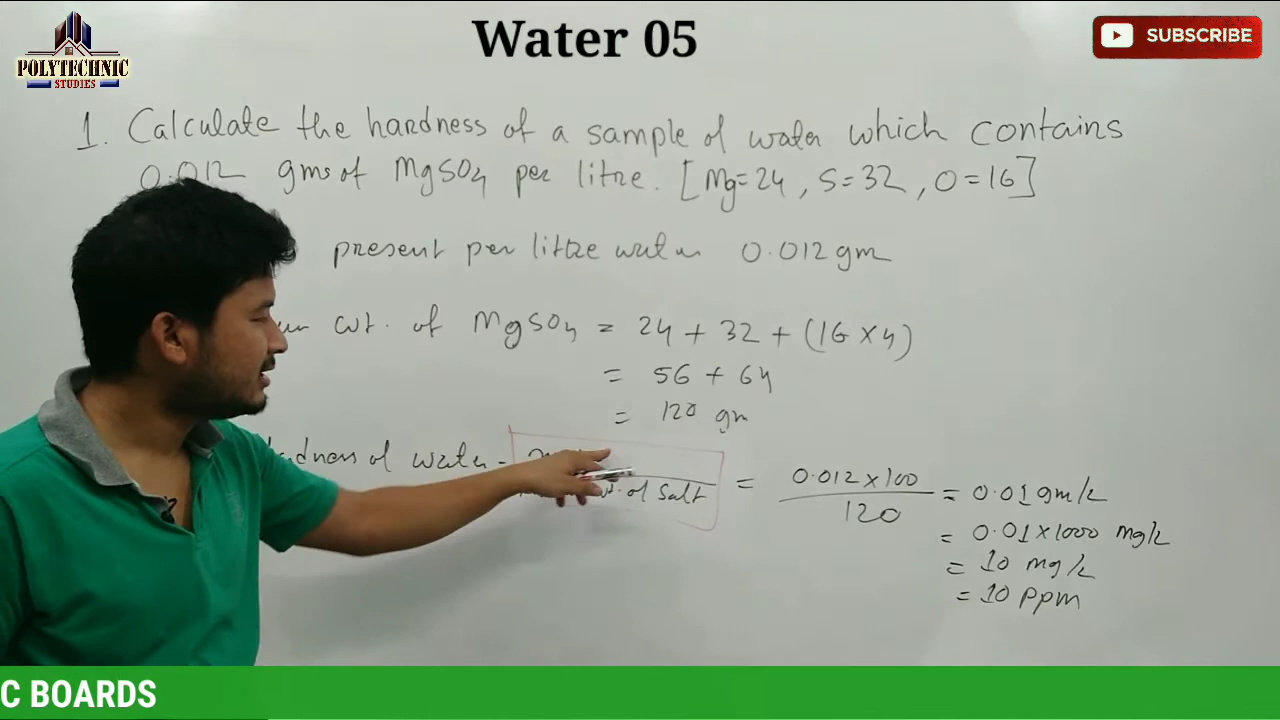 POLYTECHNIC
STUDIES
Water 05
SUBSCRIBE
1. Calculate the hardness of a sample of water which contains
0.012 gms of MgSO4 per litre. [Mg=24, S=32, O=16]
present per littre water 0.012 gm
wt. of MgSO4 = 24 + 32 + (16 × 4)
= 56 + 64
= 120 gm
of water =
of salt = 0.012 × 100 / 120 = 0.01 gm/L
= 0.01 × 1000 mg/L
= 10 mg/L
= 10 ppm
C BOARDS